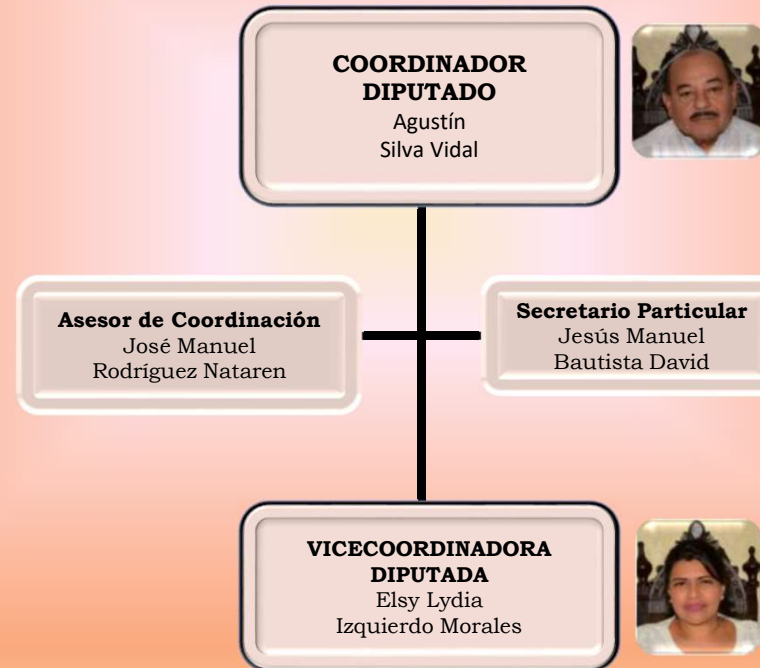 COORDINADOR
DIPUTADO
Agustín
Silva Vidal
Asesor de Coordinación
José Manuel
Rodríguez Nataren
Secretario Particular
Jesús Manuel
Bautista David
VICECOORDINADORA
DIPUTADA
Elsy Lydia
Izquierdo Morales